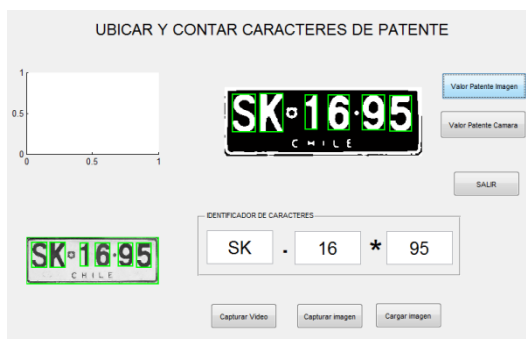 UBICAR Y CONTAR CARACTERES DE PATENTE
1
0.5
0
0 0.5 1
SK 16·95
CHILE
Valor Patente Imagen
Valor Patente Camara
SALIR
SK 16·95
CHILE
IDENTIFICADOR DE CARACTERES
SK . 16 * 95
Capturar Video
Capturar imagen
Cargar imagen